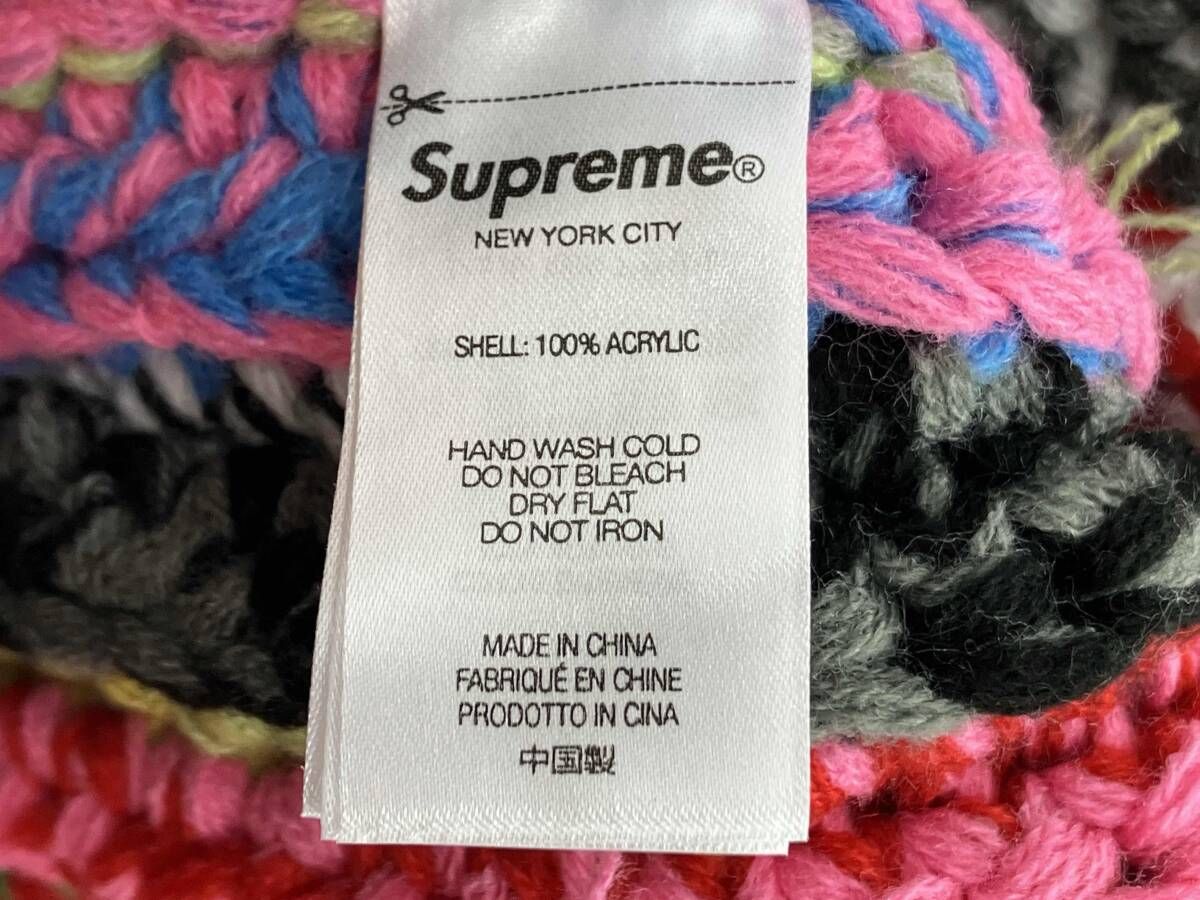 Supreme®
NEW YORK CITY
SHELL: 100% ACRYLIC
HAND WASH COLD
DO NOT BLEACH
DRY FLAT
DO NOT IRON
MADE IN CHINA
FABRIQUÉ EN CHINE
PRODOTTO IN CINA
中国製